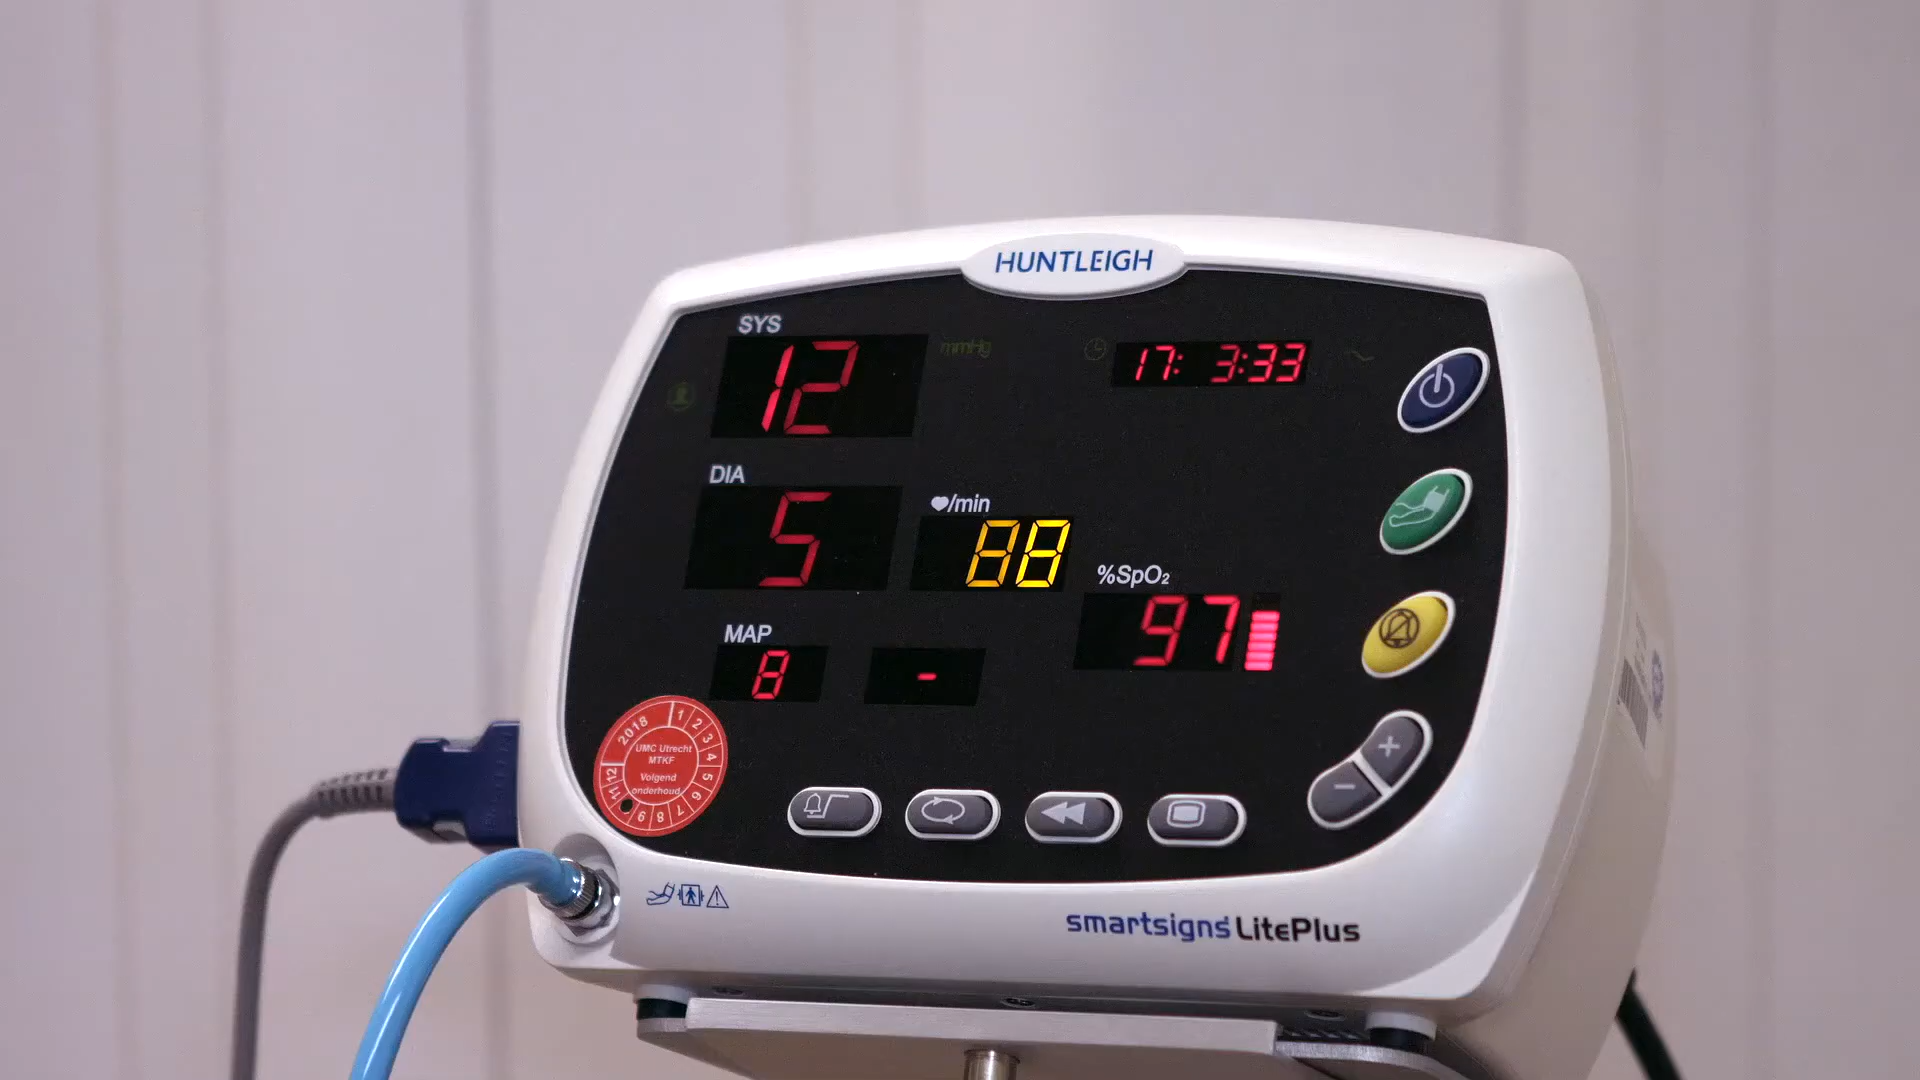 HUNTLEIGH
SYS
12
mmHg
17: 3:33
DIA
5
/min
88
%SpO₂
97
MAP
8
-
2018 1 2 3 4 5 6 7 8 9 11 12
UMC Utrecht
MTKF
Volgend
onderhoud
+
-
smartsigns LitePlus